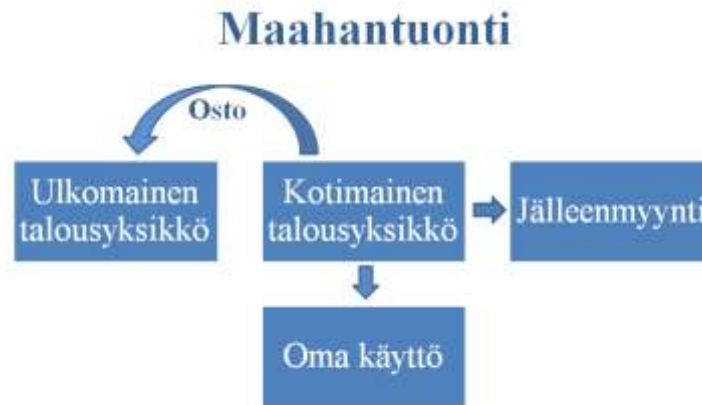 Maahantuonti
Osto
Ulkomainen
talousyksikkö
Kotimainen
talousyksikkö
Jälleenmyynti
Oma käyttö